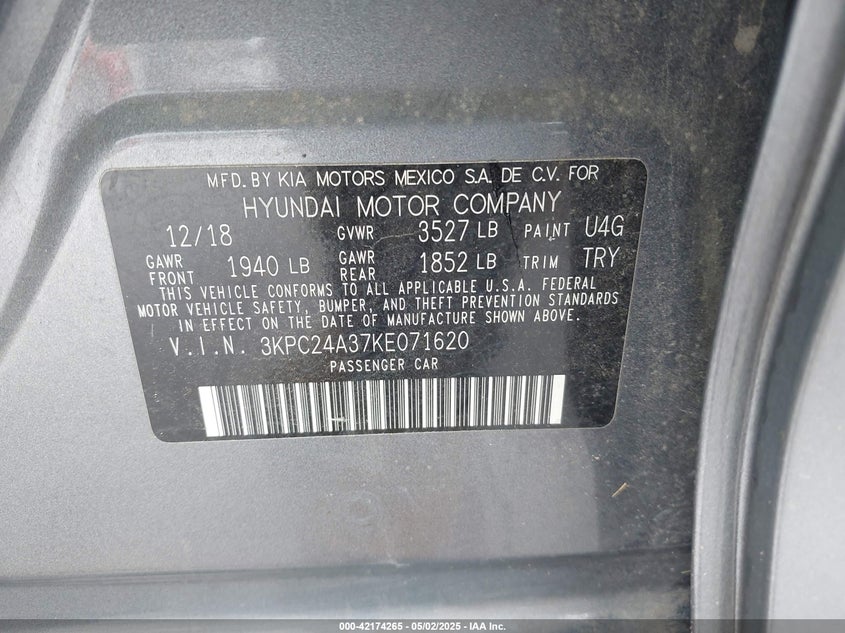 MFD. BY KIA MOTORS MEXICO S.A. DE C.V. FOR
HYUNDAI MOTOR COMPANY
12/18 GVWR 3527 LB PAINT U4G
GAWR FRONT 1940 LB GAWR REAR 1852 LB TRIM TRY
THIS VEHICLE CONFORMS TO ALL APPLICABLE U.S.A. FEDERAL
MOTOR VEHICLE SAFETY, BUMPER, AND THEFT PREVENTION STANDARDS
IN EFFECT ON THE DATE OF MANUFACTURE SHOWN ABOVE.
V.I.N. 3KPC24A37KE071620
PASSENGER CAR
000-42174265 - 05/02/2025 - IAA Inc.